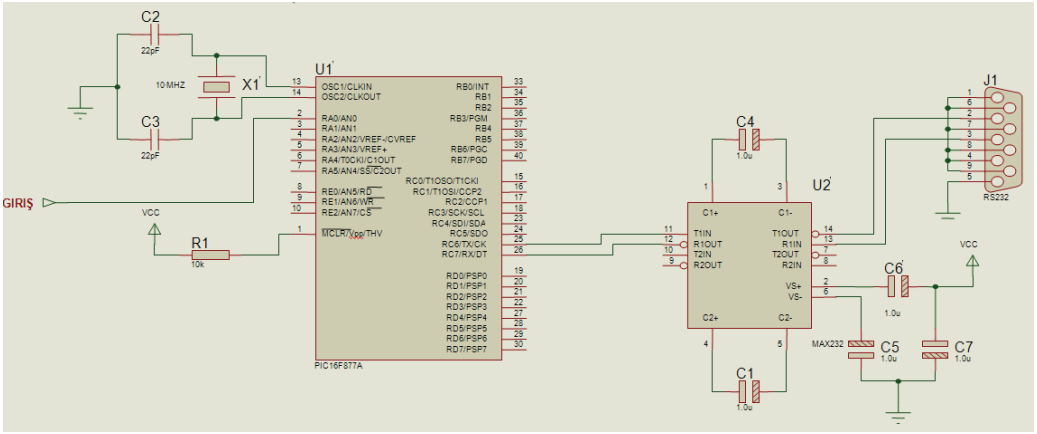 C2
22pF
10MHZ
X1'
C3
22pF
GIRIŞ
VCC
R1
10k
U1'
13 OSC1/CLKIN
14 OSC2/CLKOUT
2 RA0/AN0
3 RA1/AN1
4 RA2/AN2/VREF-/CVREF
5 RA3/AN3/VREF+
6 RA4/T0CKI/C1OUT
7 RA5/AN4/SS/C2OUT
8 RE0/AN5/RD
9 RE1/AN6/WR
10 RE2/AN7/CS
1 MCLR/Vpp/THV
RB0/INT 33
RB1 34
RB2 35
RB3/PGM 36
RB4 37
RB5 38
RB6/PGC 39
RB7/PGD 40
RC0/T1OSO/T1CKI 15
RC1/T1OSI/CCP2 16
RC2/CCP1 17
RC3/SCK/SCL 18
RC4/SDI/SDA 23
RC5/SDO 24
RC6/TX/CK 25
RC7/RX/DT 26
RD0/PSP0 19
RD1/PSP1 20
RD2/PSP2 21
RD3/PSP3 22
RD4/PSP4 27
RD5/PSP5 28
RD6/PSP6 29
RD7/PSP7 30
PIC16F877A
C4
1.0u
1
3
U2'
C1+
C1-
11 T1IN
12 R1OUT
10 T2IN
9 R2OUT
T1OUT 14
R1IN 13
T2OUT 7
R2IN 8
VS+ 2
VS- 6
C2+
C2-
4
5
MAX232
C1
1.0u
C6'
1.0u
VCC
C5
1.0u
C7
1.0u
J1
1
6
2
7
3
8
4
9
5
RS232